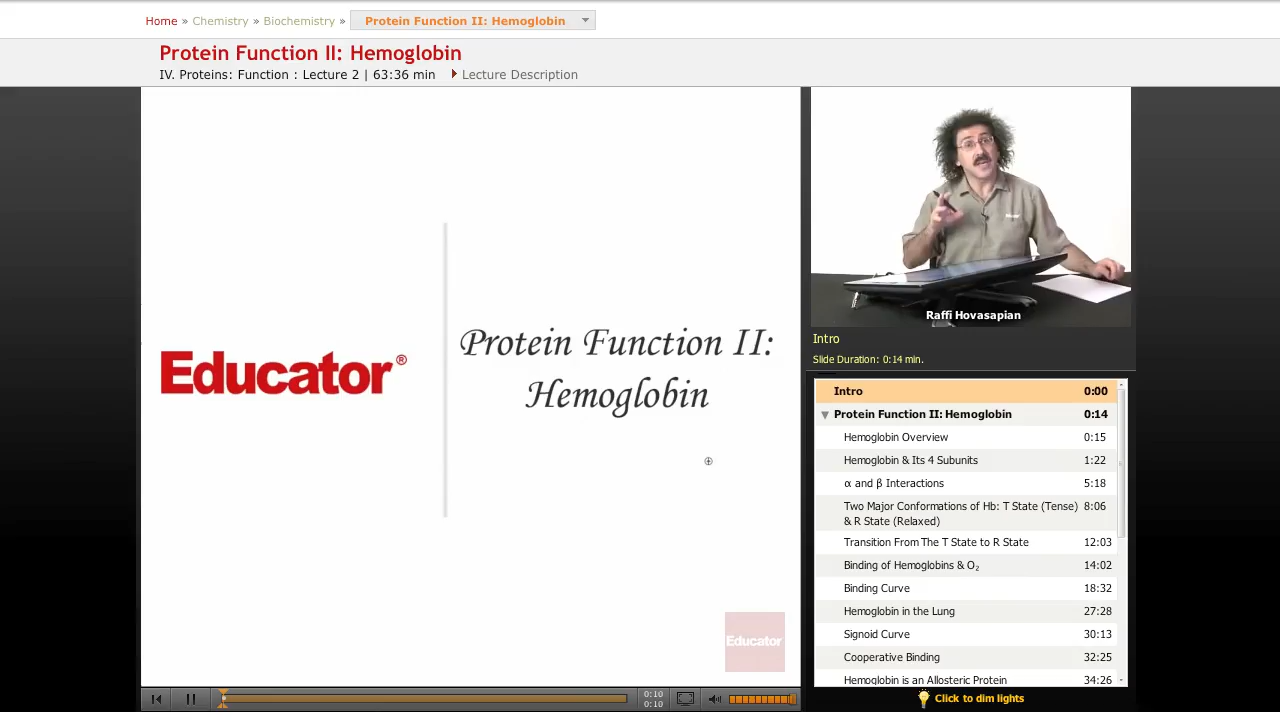 Home » Chemistry » Biochemistry » Protein Function II: Hemoglobin
Protein Function II: Hemoglobin
IV. Proteins: Function : Lecture 2 | 63:36 min Lecture Description
Educator®
Protein Function II:
Hemoglobin
Educator
0:10
0:10
Raffi Hovasapian
Intro
Slide Duration: 0:14 min.
Intro 0:00
Protein Function II: Hemoglobin 0:14
Hemoglobin Overview 0:15
Hemoglobin & Its 4 Subunits 1:22
α and β Interactions 5:18
Two Major Conformations of Hb: T State (Tense) 8:06
& R State (Relaxed)
Transition From The T State to R State 12:03
Binding of Hemoglobins & O₂ 14:02
Binding Curve 18:32
Hemoglobin in the Lung 27:28
Signoid Curve 30:13
Cooperative Binding 32:25
Hemoglobin is an Allosteric Protein 34:26
Click to dim lights